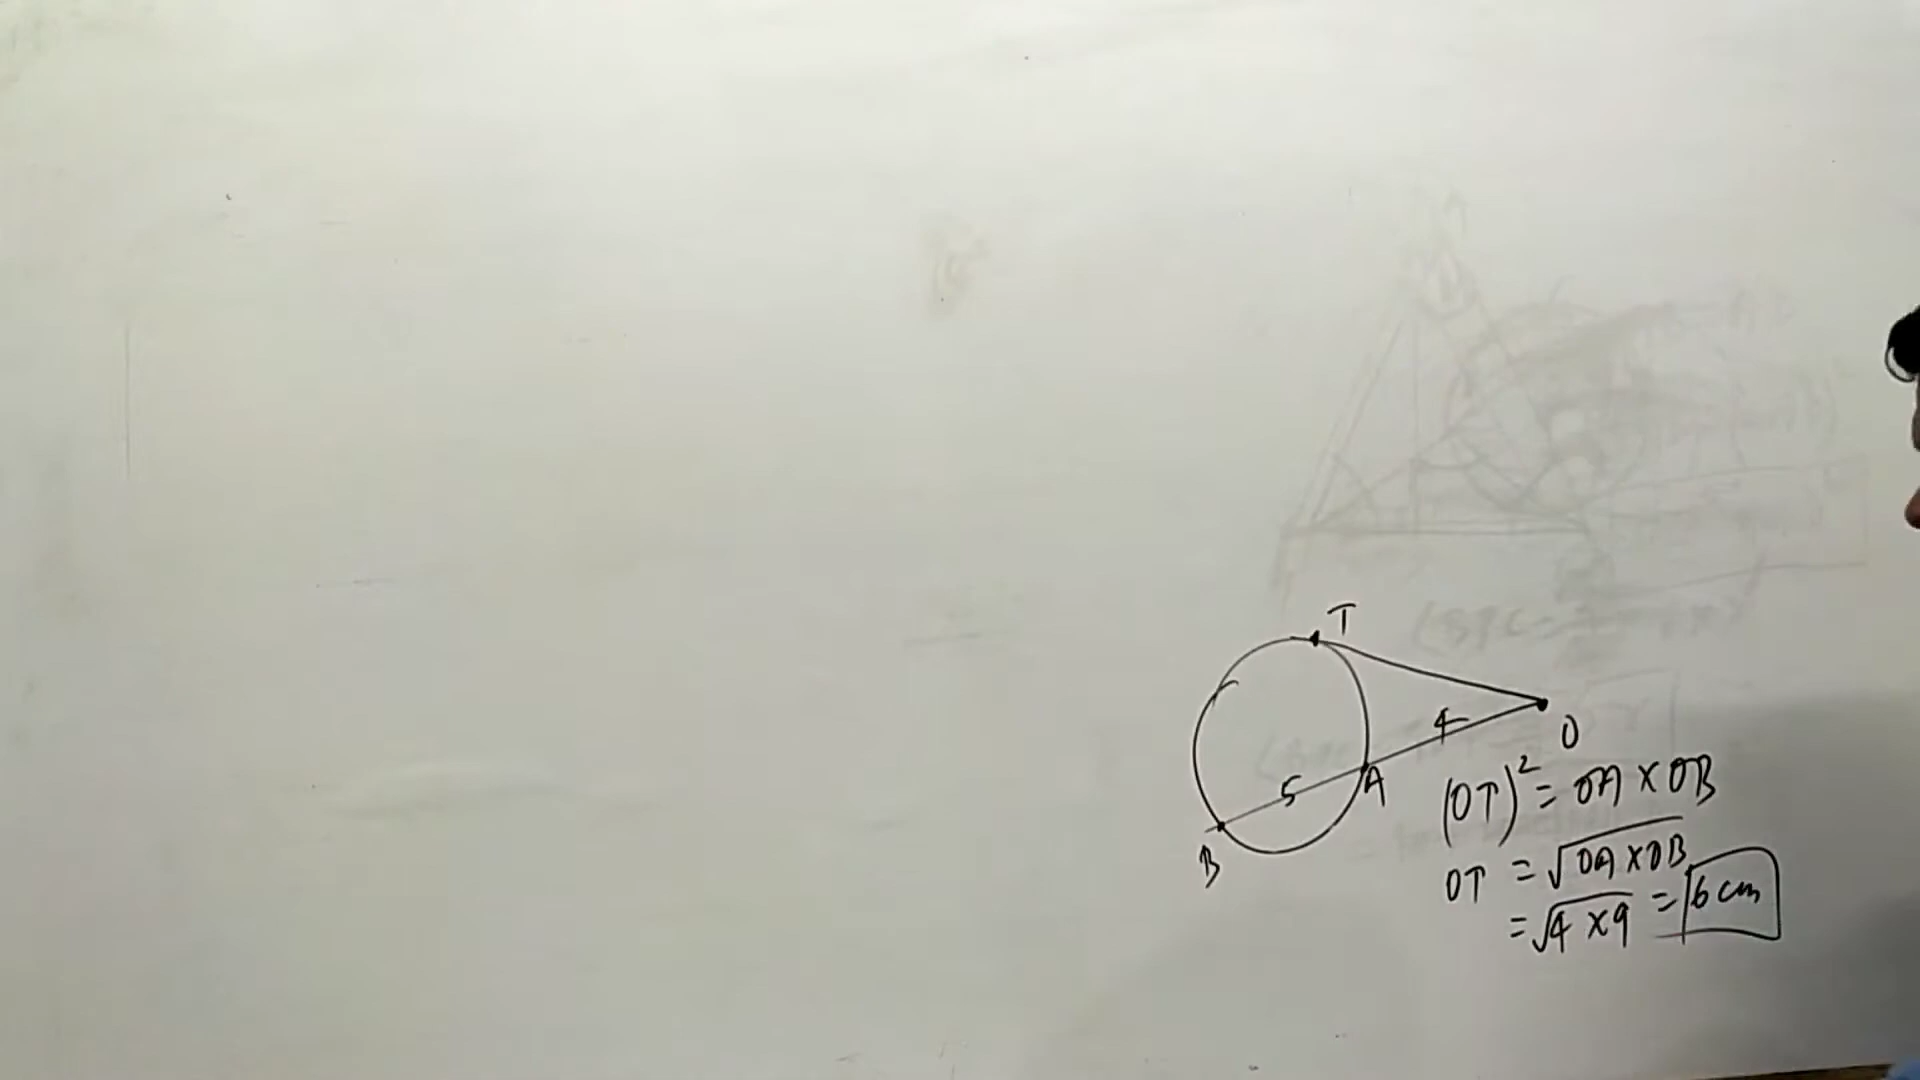 T
O
4
5
A
B
(OT)² = OA × OB
OT = √OA × OB
= √4 × 9 = 6 cm